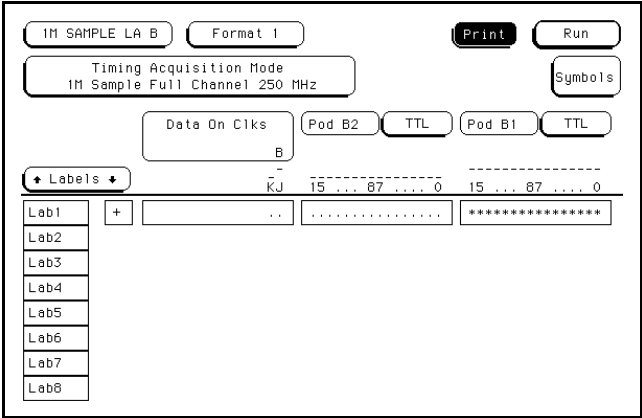 1M SAMPLE LA B Format 1 Print Run
Timing Acquisition Mode
1M Sample Full Channel 250 MHz
Symbols
Data On Clks Pod B2 TTL Pod B1 TTL
B
↑ Labels ↓ KJ 15 ... 87 .... 0 15 ... 87 .... 0
Lab1 + .. ................ ****************
Lab2
Lab3
Lab4
Lab5
Lab6
Lab7
Lab8